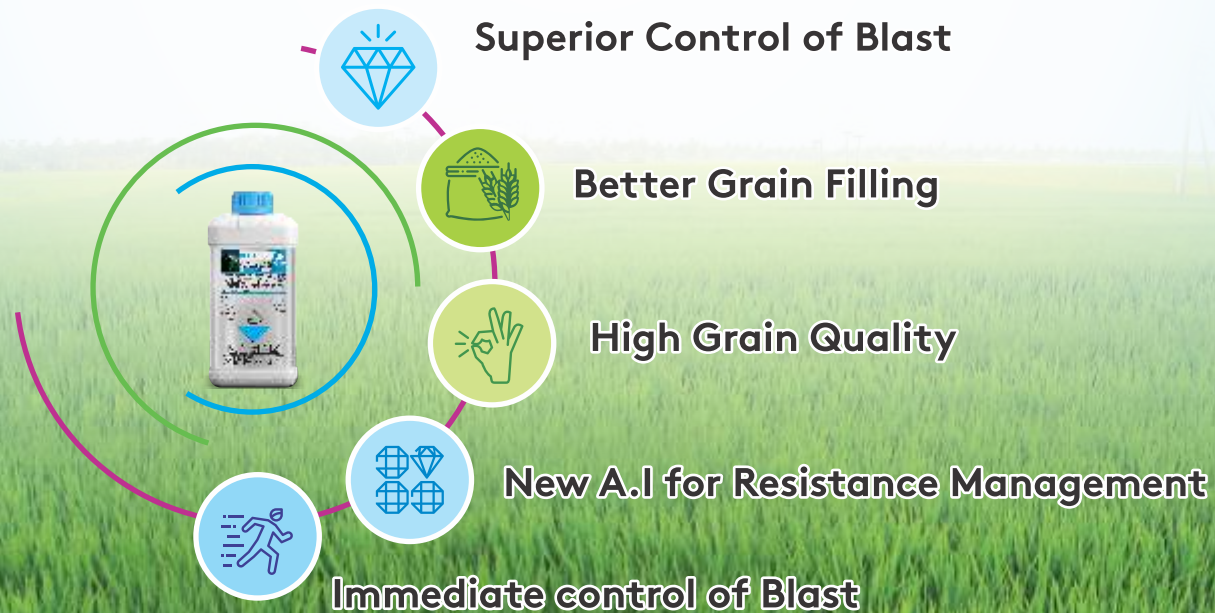 Superior Control of Blast
Better Grain Filling
High Grain Quality
New A.I for Resistance Management
Immediate control of Blast